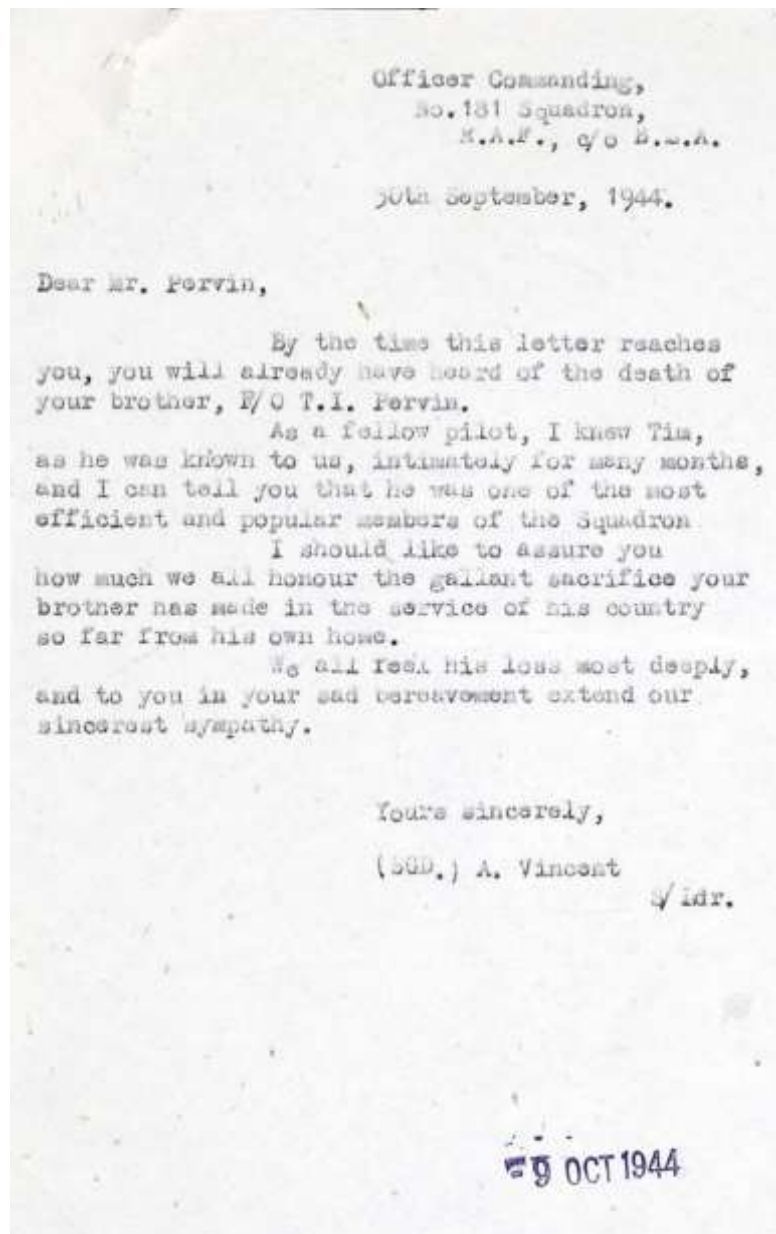 Officer Commanding,
No.181 Squadron,
R.A.F., c/o B.L.A.
30th September, 1944.
Dear Mr. Pervin,
By the time this letter reaches
you, you will already have heard of the death of
your brother, F/O T.I. Pervin.
As a fellow pilot, I knew Tim,
as he was known to us, intimately for many months,
and I can tell you that he was one of the most
efficient and popular members of the Squadron
I should like to assure you
how much we all honour the gallant sacrifice your
brother has made in the service of his country
so far from his own home.
We all feel his loss most deeply,
and to you in your sad bereavement extend our
sincerest sympathy.
Yours sincerely,
(SGD.) A. Vincent
S/Ldr.
9 OCT 1944